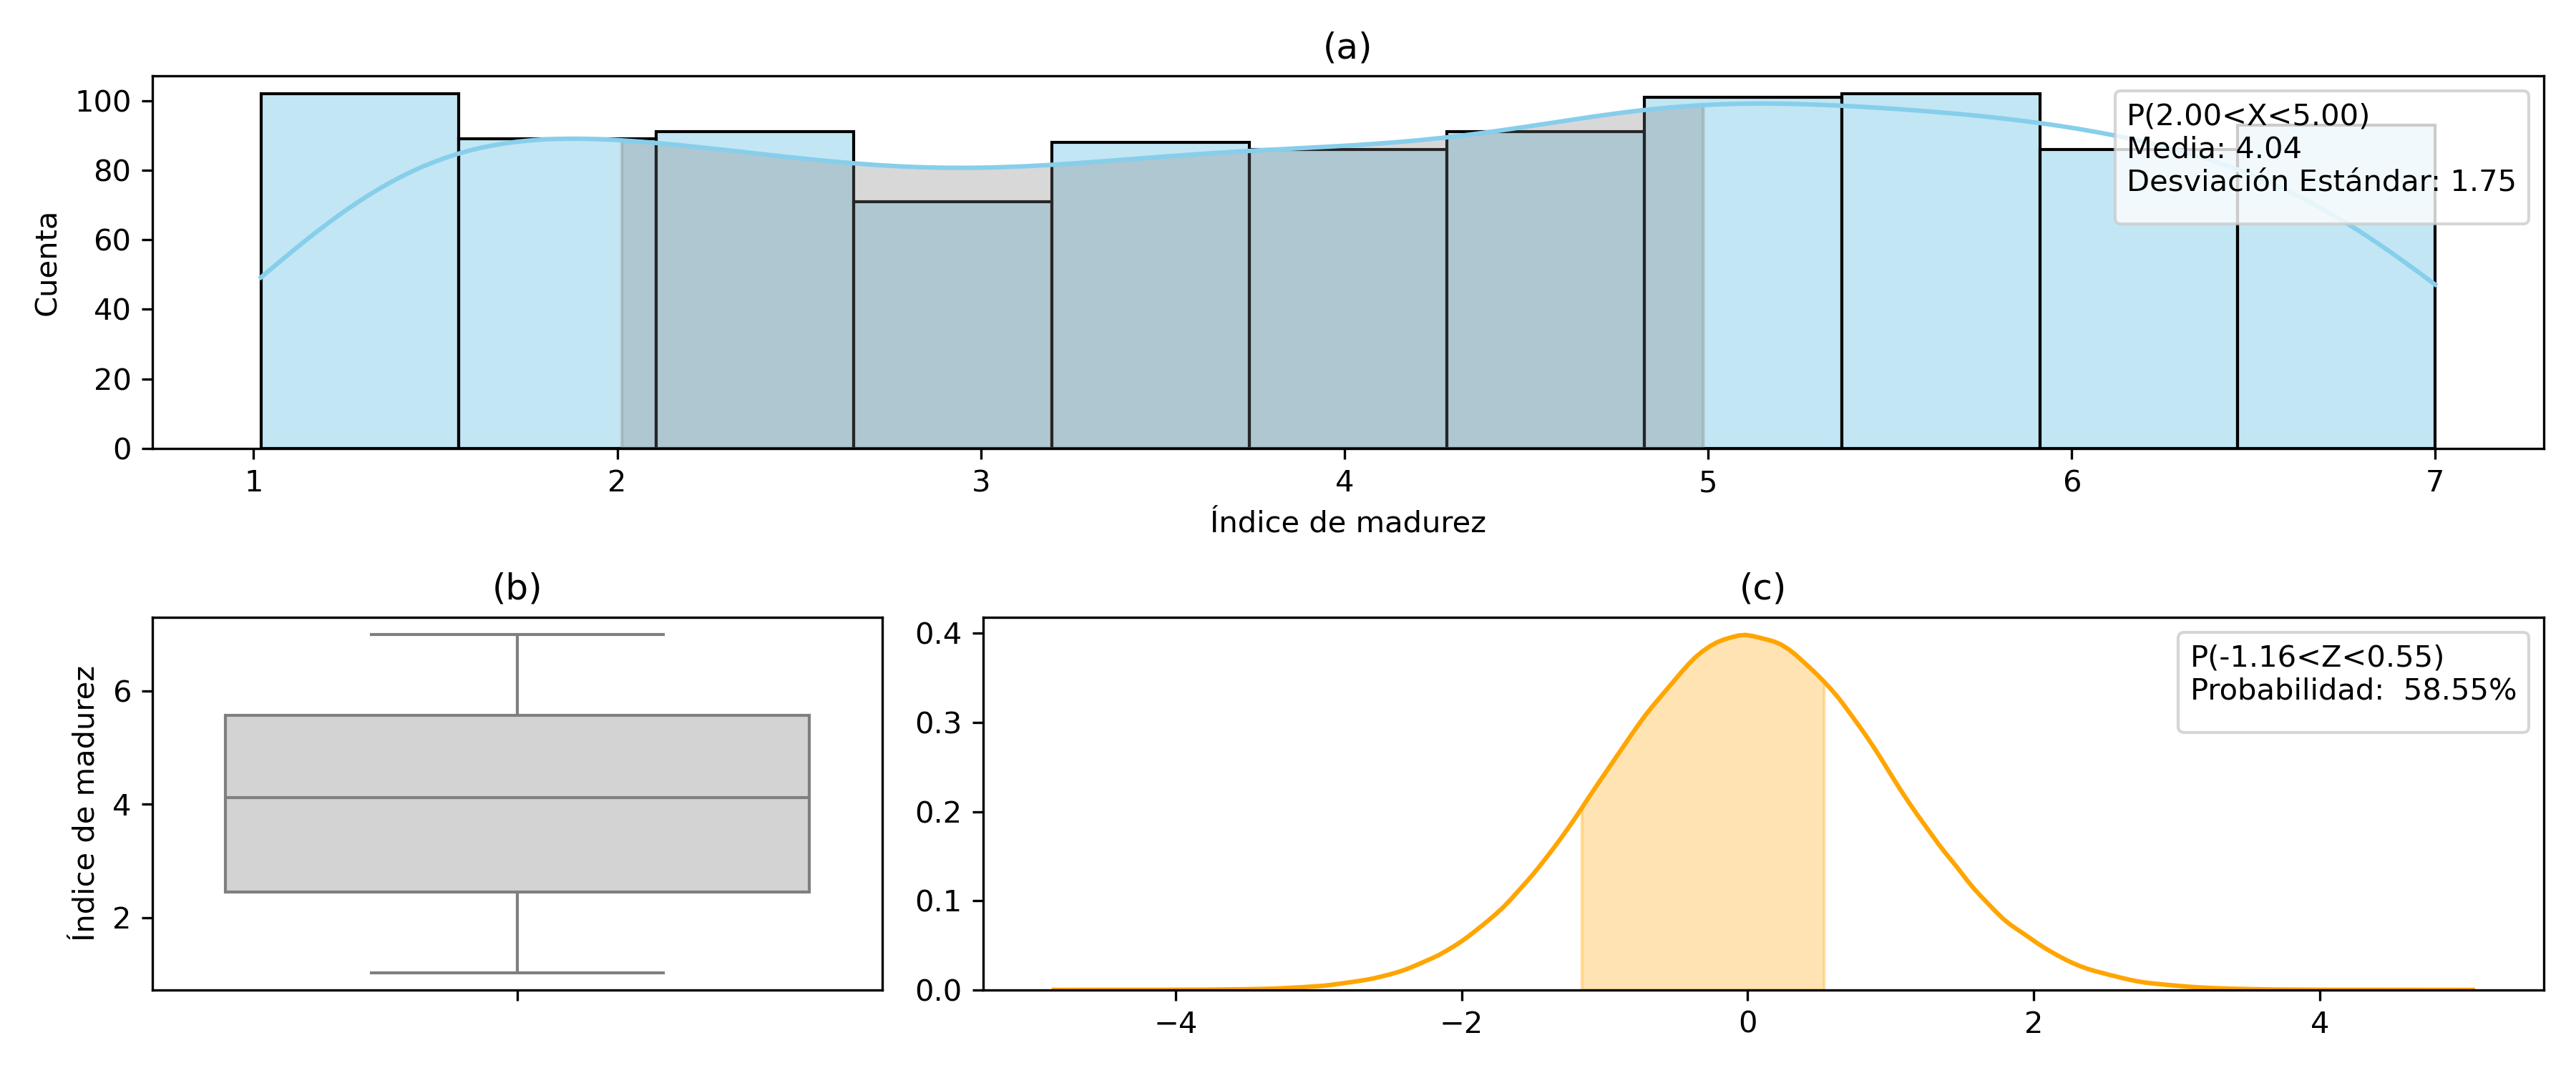 (a)
100
80
60
40
20
0
Cuenta
P(2.00<X<5.00)
Media: 4.04
Desviación Estándar: 1.75
1 2 3 4 5 6 7
Índice de madurez
(b)
6
4
2
Índice de madurez
(c)
0.4
0.3
0.2
0.1
0.0
P(-1.16<Z<0.55)
Probabilidad: 58.55%
−4 −2 0 2 4